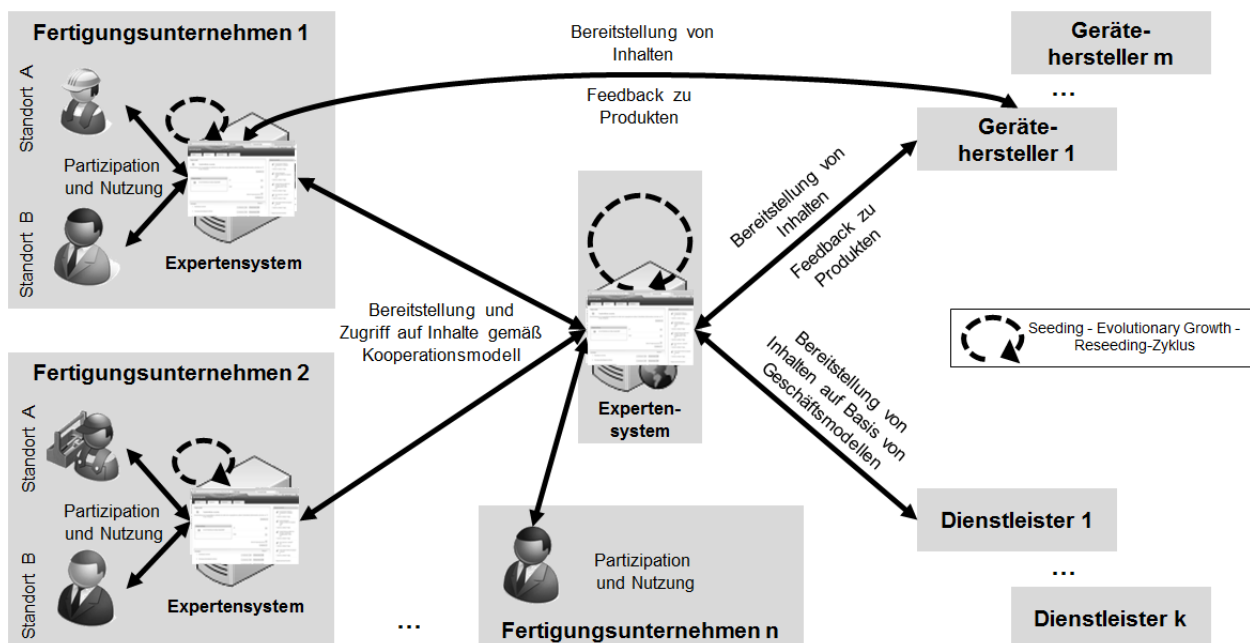 Fertigungsunternehmen 1
Standort A
Standort B
Partizipation
und Nutzung
Expertensystem
Bereitstellung von
Inhalten
Feedback zu
Produkten
Geräte-
hersteller m
...
Geräte-
hersteller 1
Bereitstellung von
Inhalten
Feedback zu
Produkten
Bereitstellung und
Zugriff auf Inhalte gemäß
Kooperationsmodell
Experten-
system
Seeding - Evolutionary Growth -
Reseeding-Zyklus
Bereitstellung von
Inhalten auf Basis von
Geschäftsmodellen
Fertigungsunternehmen 2
Standort A
Standort B
Partizipation
und Nutzung
Expertensystem
...
Partizipation
und Nutzung
Fertigungsunternehmen n
Dienstleister 1
...
Dienstleister k